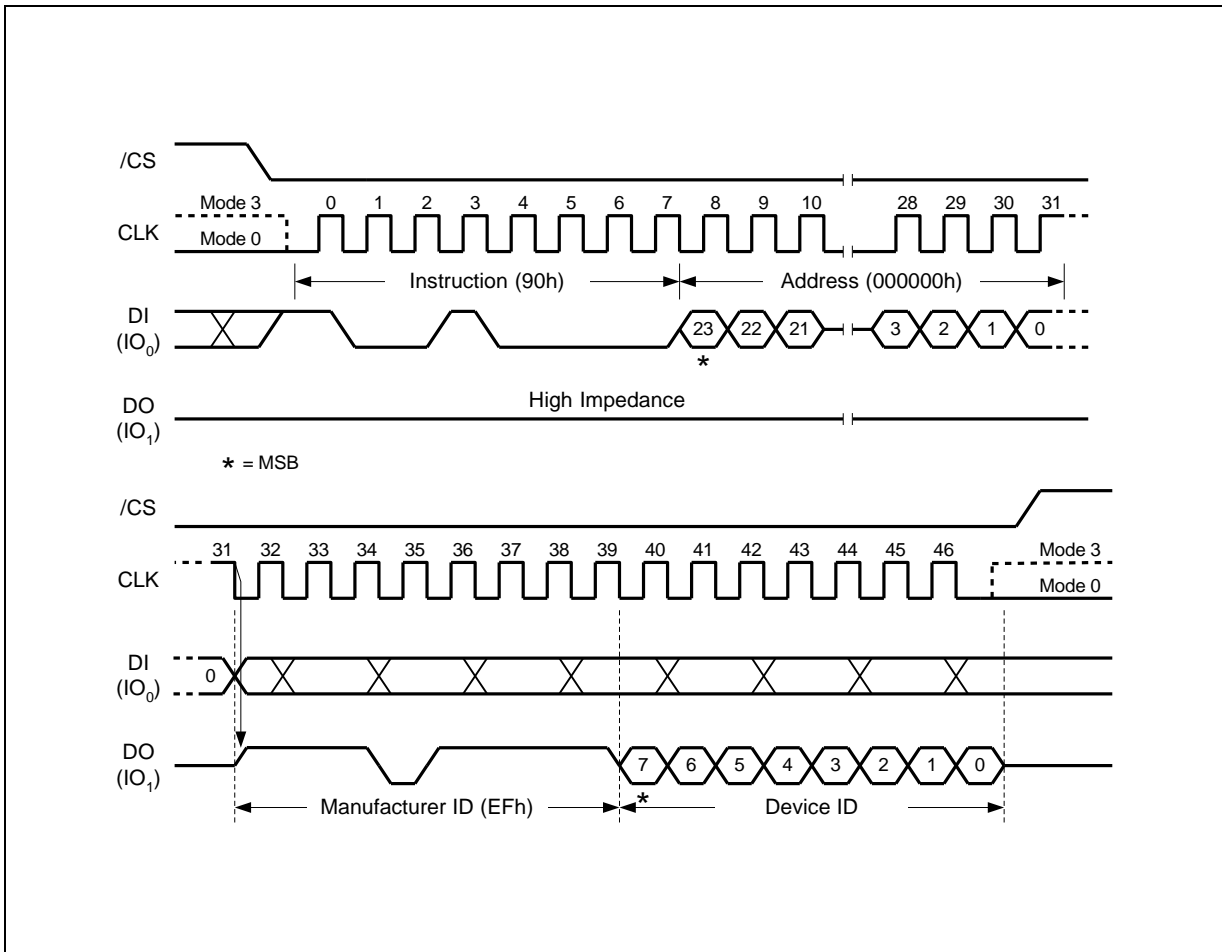 /CS
Mode 3 0 1 2 3 4 5 6 7 8 9 10 28 29 30 31
CLK Mode 0
Instruction (90h) Address (000000h)
DI
(IO0) 23 22 21 3 2 1 0
*
High Impedance
DO
(IO1)
* = MSB
/CS
31 32 33 34 35 36 37 38 39 40 41 42 43 44 45 46 Mode 3
CLK Mode 0
DI
(IO0) 0
DO
(IO1) 7 6 5 4 3 2 1 0
*
Manufacturer ID (EFh) Device ID